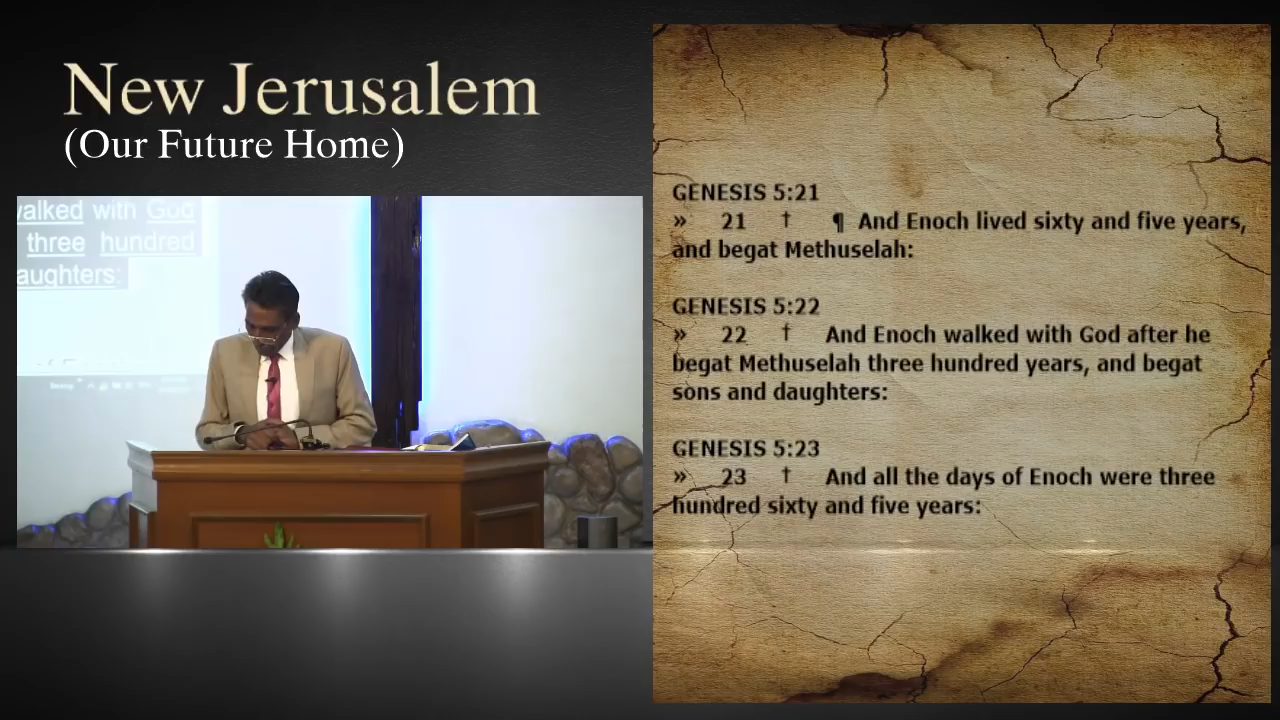 New Jerusalem
(Our Future Home)
walked with God
three hundred
daughters:
GENESIS 5:21
» 21 † ¶ And Enoch lived sixty and five years,
and begat Methuselah:
GENESIS 5:22
» 22 † And Enoch walked with God after he
begat Methuselah three hundred years, and begat
sons and daughters:
GENESIS 5:23
» 23 † And all the days of Enoch were three
hundred sixty and five years: